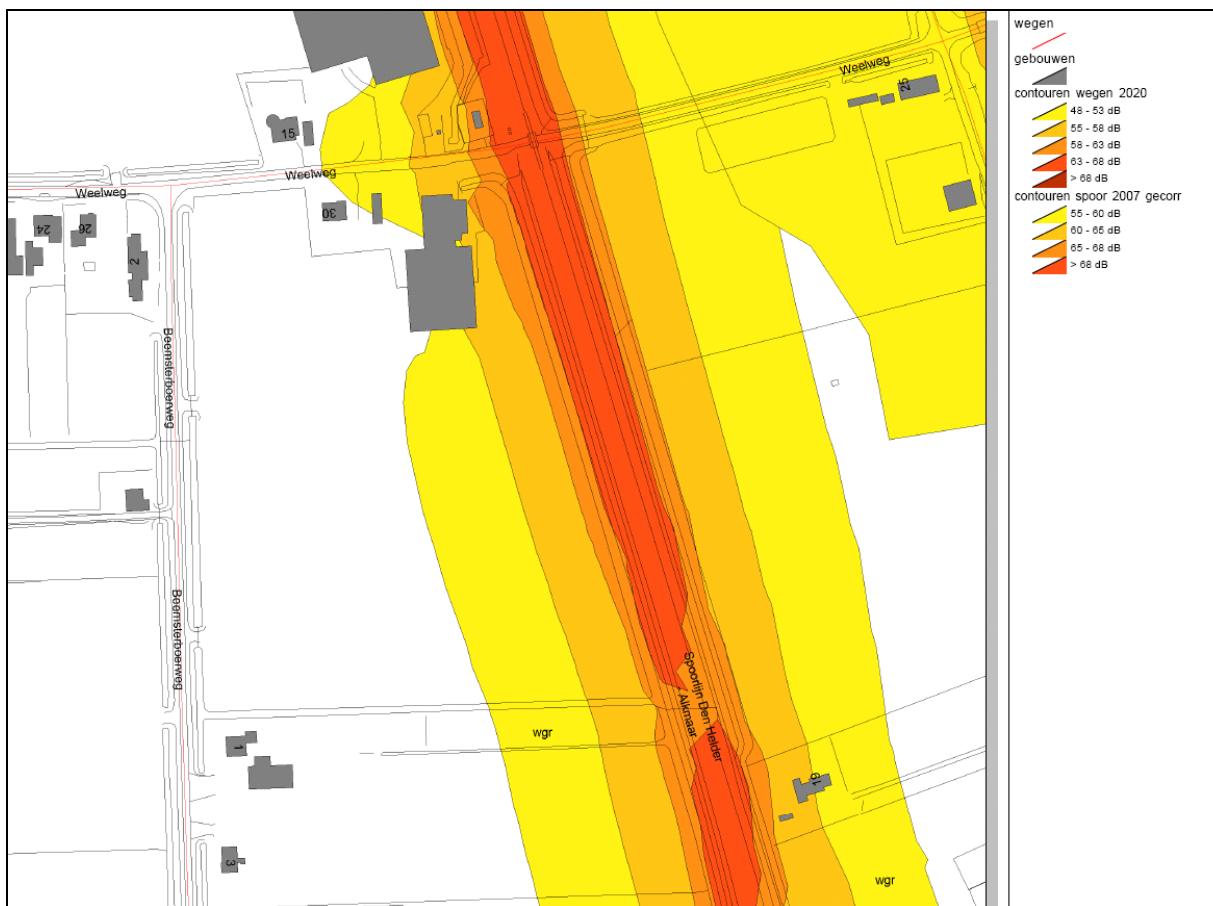 wegen
gebouwen
contouren wegen 2020
48 - 53 dB
55 - 58 dB
58 - 63 dB
63 - 68 dB
> 68 dB
contouren spoor 2007 gecorr
55 - 60 dB
60 - 65 dB
65 - 68 dB
> 68 dB
Weelweg
25
15
Weelweg
Weelweg
30
24
26
2
Beemsterboerweg
Beemsterboerweg
Spoorlijn Den Helder
Alkmaar
wgr
1
19
3
wgr